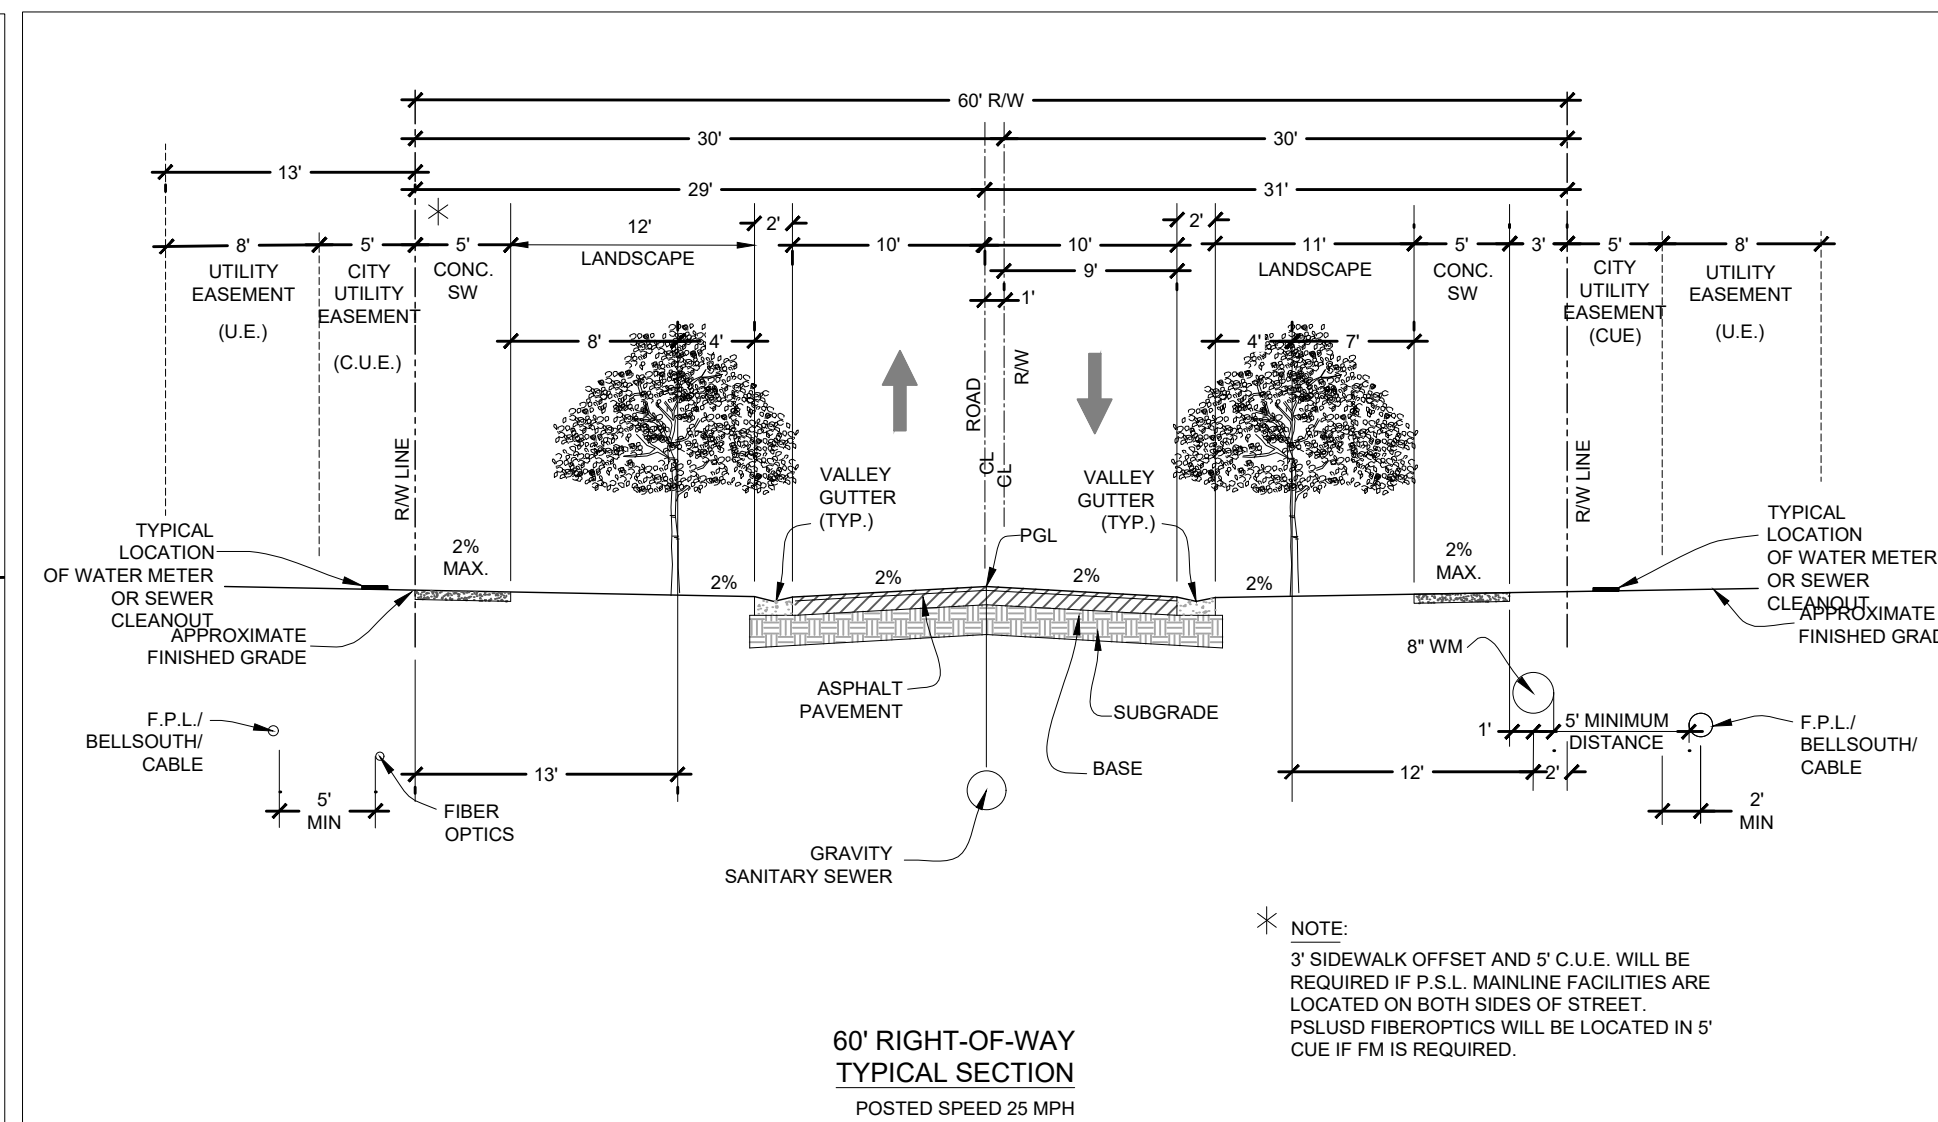 60' R/W
30'
30'
13'
29'
31'
8'
UTILITY
EASEMENT
(U.E.)
5'
CITY
UTILITY
EASEMENT
(C.U.E.)
5'
CONC.
SW
12'
LANDSCAPE
2'
10'
10'
9'
1'
2'
11'
LANDSCAPE
5'
CONC.
SW
3'
5'
CITY
UTILITY
EASEMENT
(CUE)
8'
UTILITY
EASEMENT
(U.E.)
8'
4'
4'
7'
R/W LINE
ROAD
CL
R/W
CL
R/W LINE
VALLEY
GUTTER
(TYP.)
VALLEY
GUTTER
(TYP.)
PGL
TYPICAL
LOCATION
OF WATER METER
OR SEWER
CLEANOUT
TYPICAL
LOCATION
OF WATER METER
OR SEWER
CLEANOUT
2%
MAX.
2%
2%
2%
2%
2%
MAX.
APPROXIMATE
FINISHED GRADE
APPROXIMATE
FINISHED GRAD
8" WM
ASPHALT
PAVEMENT
SUBGRADE
BASE
F.P.L./
BELLSOUTH/
CABLE
1'
5' MINIMUM
DISTANCE
F.P.L./
BELLSOUTH/
CABLE
13'
12'
2'
5'
MIN
FIBER
OPTICS
2'
MIN
GRAVITY
SANITARY SEWER
NOTE:
3' SIDEWALK OFFSET AND 5' C.U.E. WILL BE
REQUIRED IF P.S.L. MAINLINE FACILITIES ARE
LOCATED ON BOTH SIDES OF STREET.
PSLUSD FIBEROPTICS WILL BE LOCATED IN 5'
CUE IF FM IS REQUIRED.
60' RIGHT-OF-WAY
TYPICAL SECTION
POSTED SPEED 25 MPH